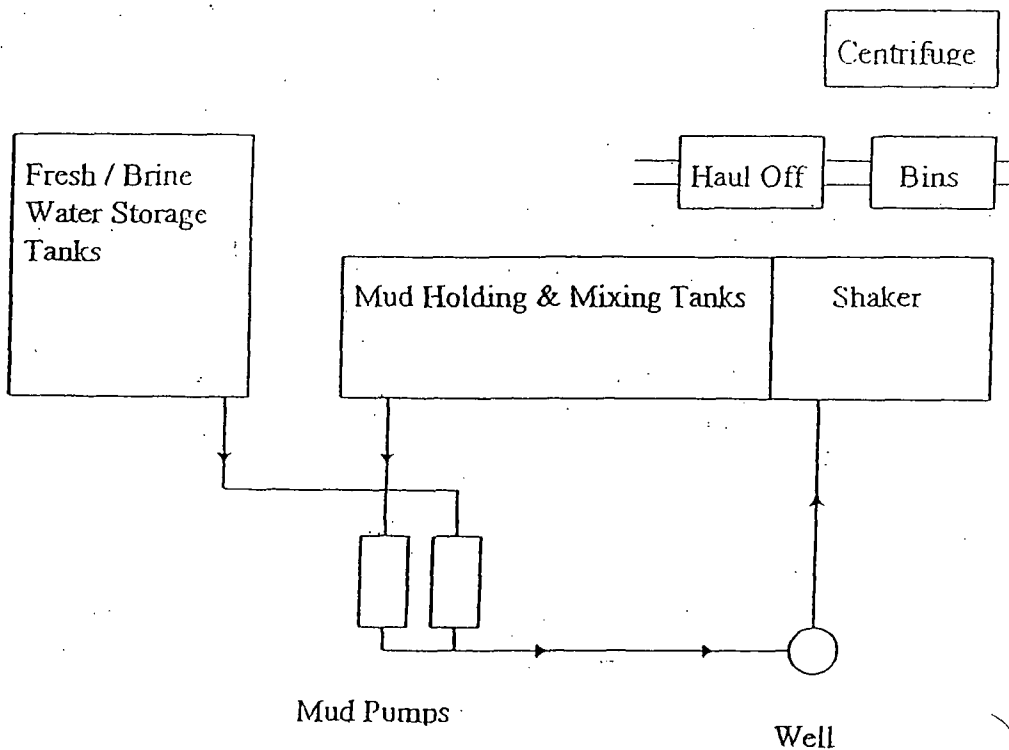 Centrifuge
Fresh / Brine
Water Storage
Tanks
Haul Off
Bins
Mud Holding & Mixing Tanks
Shaker
Mud Pumps
Well